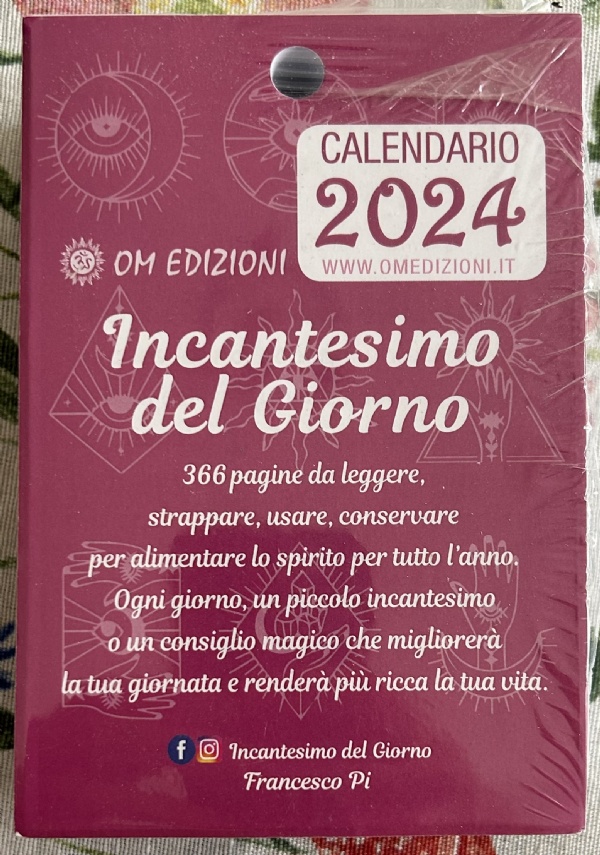 CALENDARIO
2024
WWW.OMEDIZIONI.IT
OM EDIZIONI
Incantesimo
del Giorno
366 pagine da leggere,
strappare, usare, conservare
per alimentare lo spirito per tutto l'anno.
Ogni giorno, un piccolo incantesimo
o un consiglio magico che migliorerà
la tua giornata e renderà più ricca la tua vita.
Incantesimo del Giorno
Francesco Pi